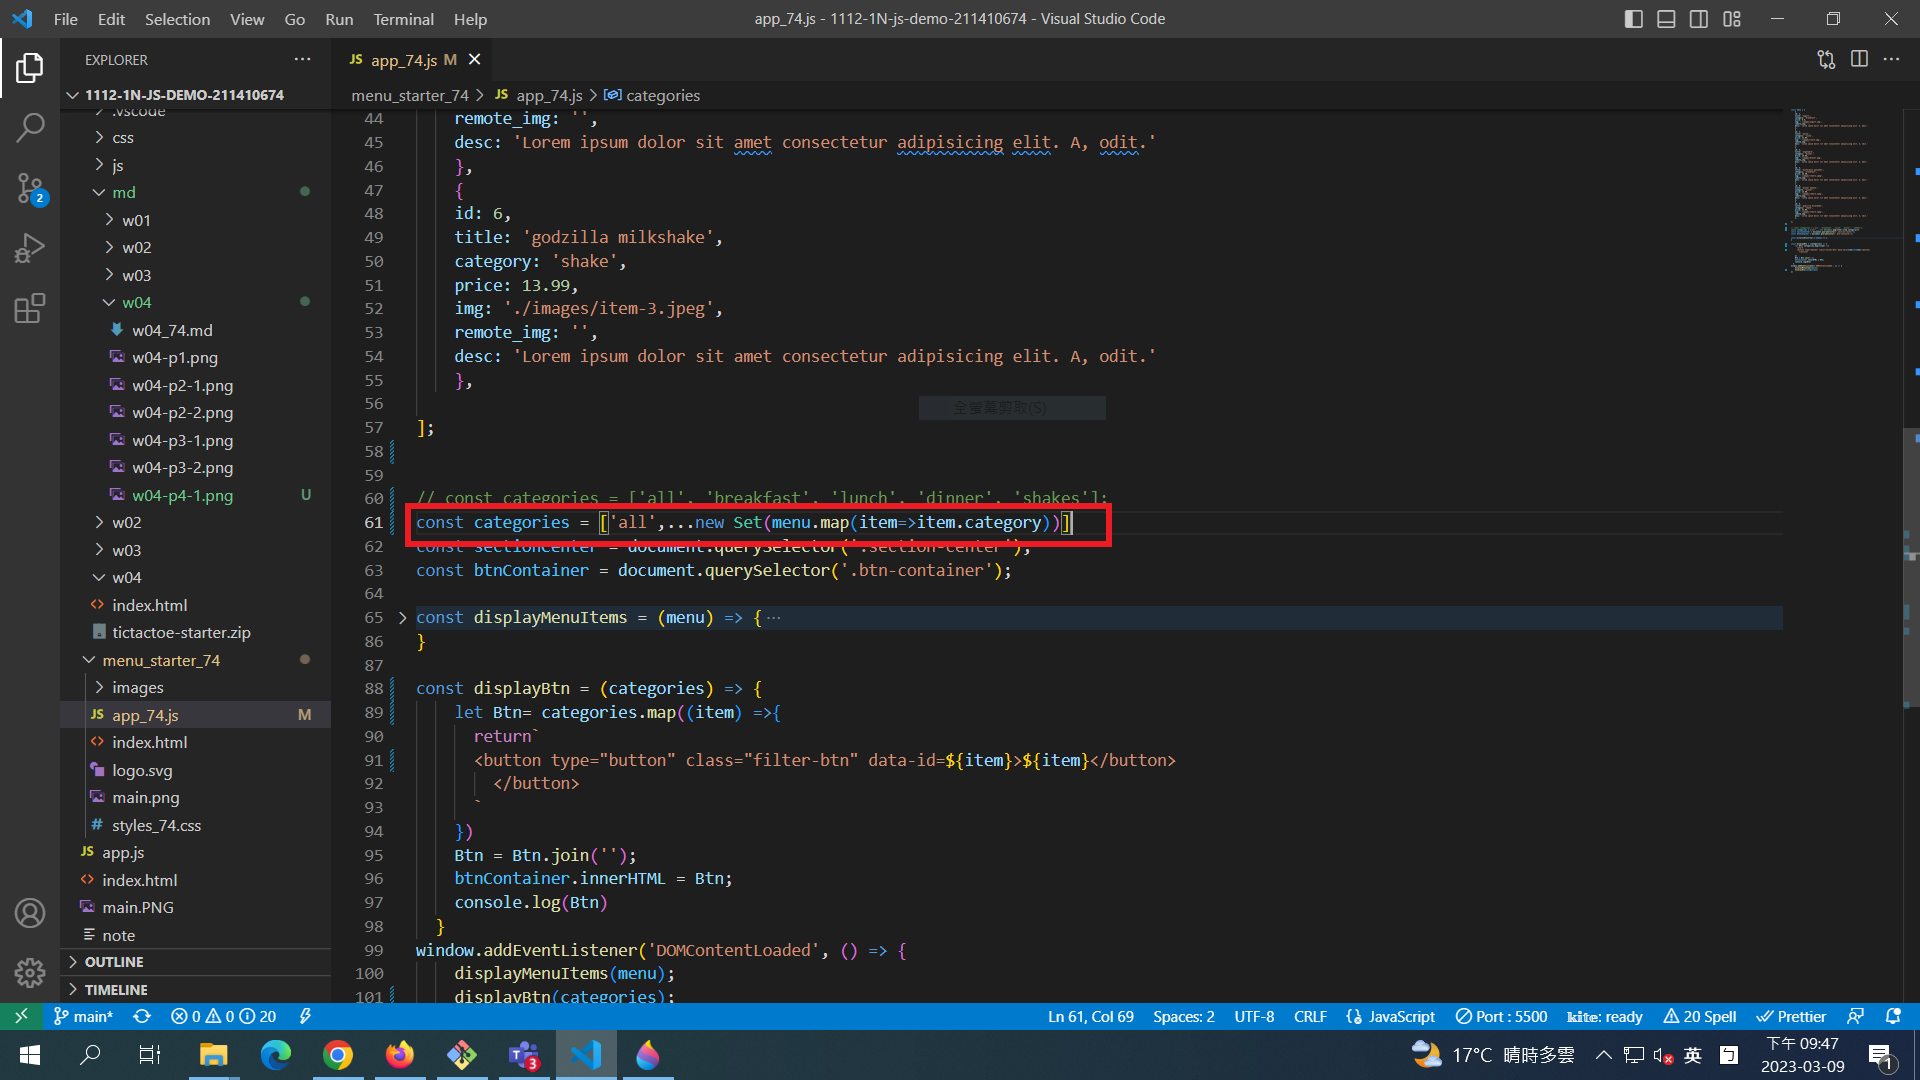 File Edit Selection View Go Run Terminal Help
app_74.js - 1112-1N-js-demo-211410674 - Visual Studio Code
EXPLORER
1112-1N-JS-DEMO-211410674
.vscode
css
js
md
w01
w02
w03
w04
w04_74.md
w04-p1.png
w04-p2-1.png
w04-p2-2.png
w04-p3-1.png
w04-p3-2.png
w04-p4-1.png U
w02
w03
w04
index.html
tictactoe-starter.zip
menu_starter_74
images
JS app_74.js M
index.html
logo.svg
main.png
# styles_74.css
JS app.js
index.html
main.PNG
note
OUTLINE
TIMELINE
2
JS app_74.js M
menu_starter_74 > JS app_74.js > categories
44 remote_img: '',
45 desc: 'Lorem ipsum dolor sit amet consectetur adipisicing elit. A, odit.'
46 },
47 {
48 id: 6,
49 title: 'godzilla milkshake',
50 category: 'shake',
51 price: 13.99,
52 img: './images/item-3.jpeg',
53 remote_img: '',
54 desc: 'Lorem ipsum dolor sit amet consectetur adipisicing elit. A, odit.'
55 },
56
全螢幕剪取(S)
57 ];
58
59
60 // const categories = ['all', 'breakfast', 'lunch', 'dinner', 'shakes'];
61 const categories = ['all',...new Set(menu.map(item=>item.category))]
62 const sectionCenter = document.querySelector('.section-center');
63 const btnContainer = document.querySelector('.btn-container');
64
65 const displayMenuItems = (menu) => { ···
86 }
87
88 const displayBtn = (categories) => {
89 let Btn= categories.map((item) =>{
90 return`
91 <button type="button" class="filter-btn" data-id=${item}>${item}</button>
92 </button>
93 `
94 })
95 Btn = Btn.join('');
96 btnContainer.innerHTML = Btn;
97 console.log(Btn)
98 }
99 window.addEventListener('DOMContentLoaded', () => {
100 displayMenuItems(menu);
101 displayBtn(categories);
main* 0 0 20 Ln 61, Col 69 Spaces: 2 UTF-8 CRLF JavaScript Port : 5500 kite: ready 20 Spell Prettier
3 17°C 晴時多雲 英 ㄅ 下午 09:47
2023-03-09 1